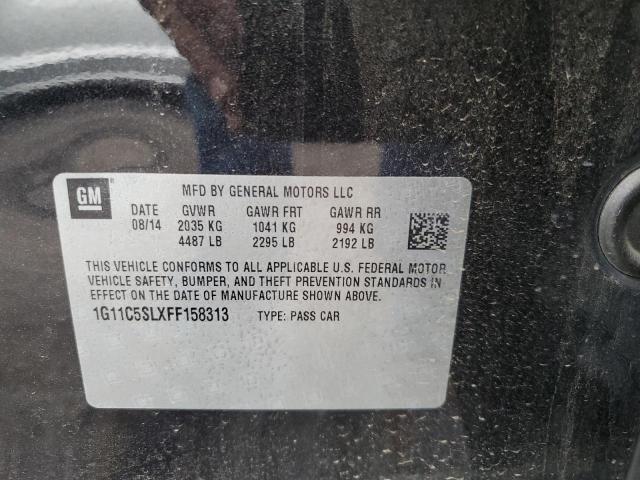 GM
MFD BY GENERAL MOTORS LLC
DATE GVWR GAWR FRT GAWR RR
08/14 2035 KG 1041 KG 994 KG
4487 LB 2295 LB 2192 LB
THIS VEHICLE CONFORMS TO ALL APPLICABLE U.S. FEDERAL MOTOR
VEHICLE SAFETY, BUMPER, AND THEFT PREVENTION STANDARDS
IN EFFECT ON THE DATE OF MANUFACTURE SHOWN ABOVE.
1G11C5SLXFF158313 TYPE: PASS CAR